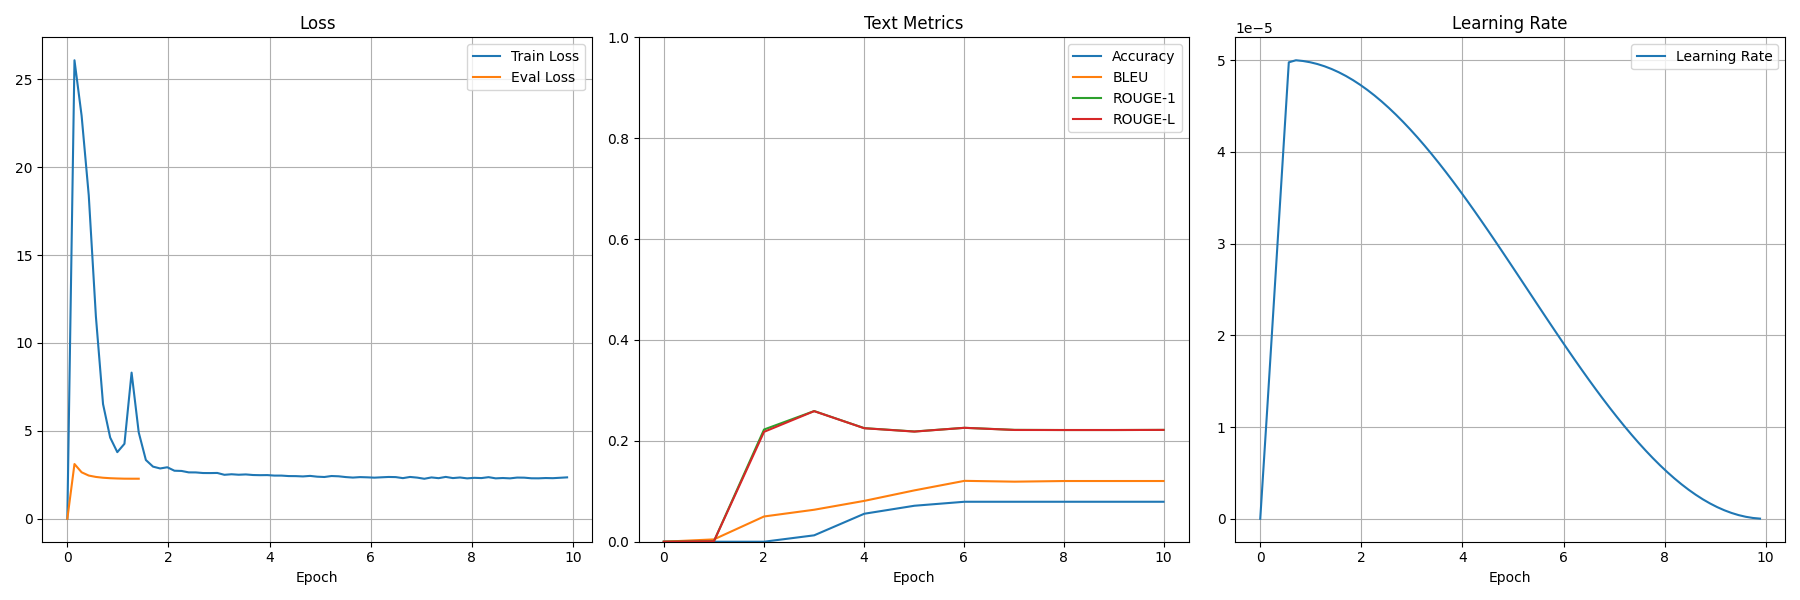 Loss
Train Loss
Eval Loss
25
20
15
10
5
0
0 2 4 6 8 10
Epoch
Text Metrics
Accuracy
BLEU
ROUGE-1
ROUGE-L
1.0
0.8
0.6
0.4
0.2
0.0
0 2 4 6 8 10
Epoch
Learning Rate
1e−5
Learning Rate
5
4
3
2
1
0
0 2 4 6 8 10
Epoch